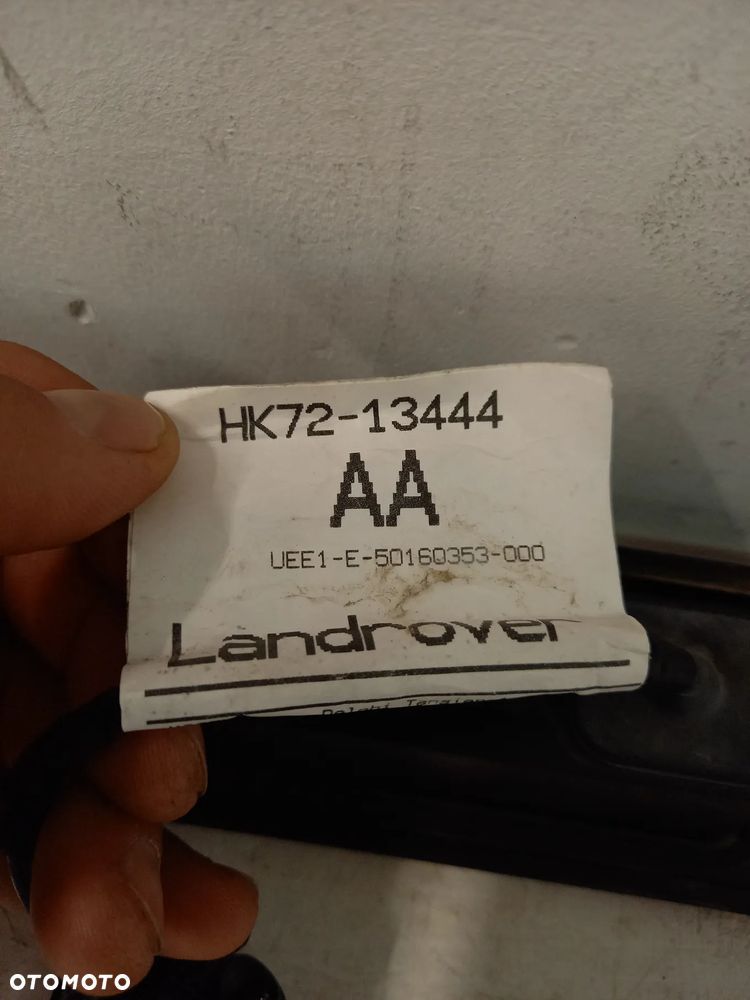 HK72-13444
AA
UEE1-E-50160353-000
Landrover
OTOMOTO